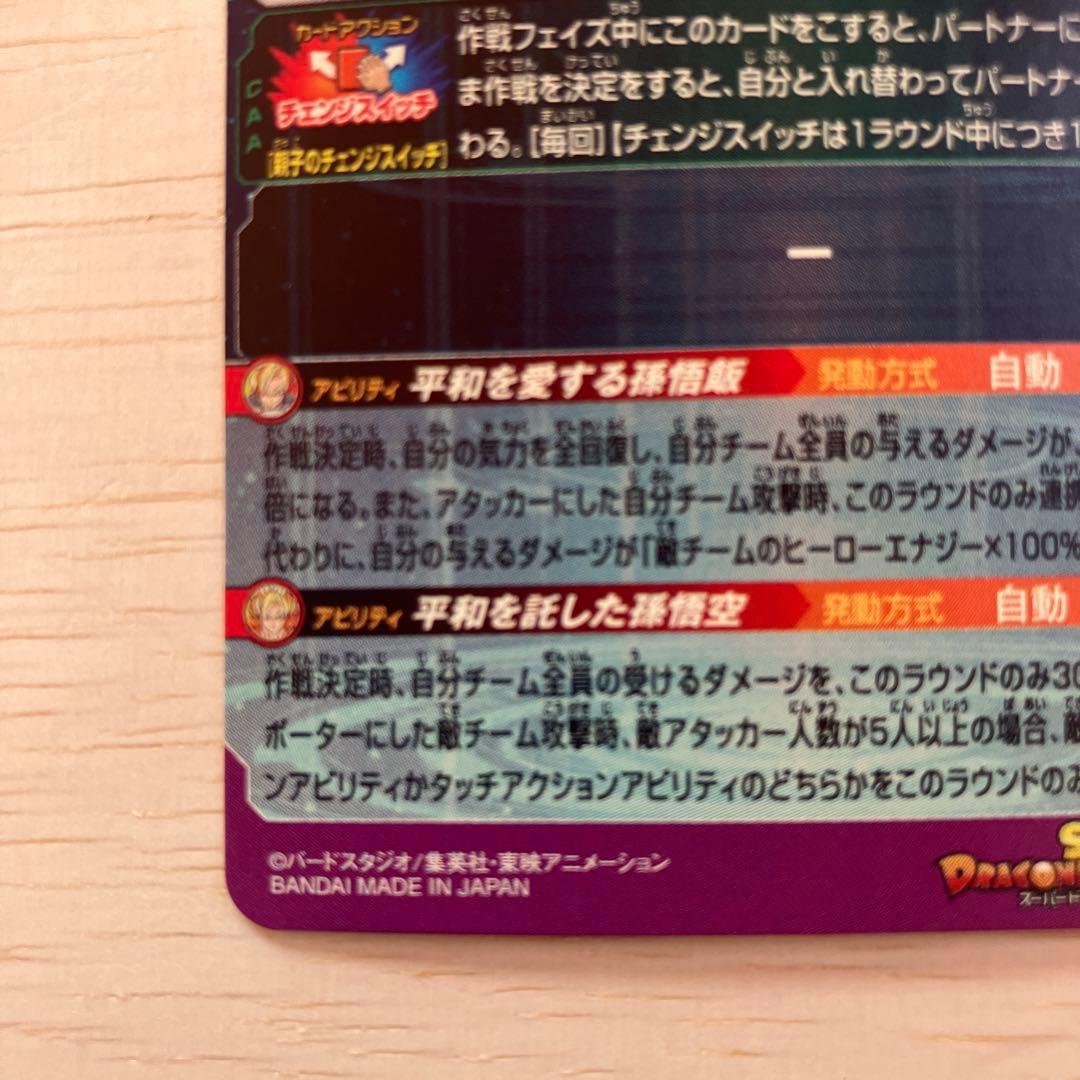 カードアクション
チェンジスイッチ
CAA
[親子のチェンジスイッチ]
作戦フェイズ中にこのカードをこすると、パートナーに
ま作戦を決定をすると、自分と入れ替わってパートナー
わる。[毎回]【チェンジスイッチは1ラウンド中につき1
ー
アビリティ 平和を愛する孫悟飯 発動方式 自動
作戦決定時、自分の気力を全回復し、自分チーム全員の与えるダメージが
倍になる。また、アタッカーにした自分チーム攻撃時、このラウンドのみ連携
代わりに、自分の与えるダメージが「敵チームのヒーローエナジー×100%
アビリティ 平和を託した孫悟空 発動方式 自動
作戦決定時、自分チーム全員の受けるダメージを、このラウンドのみ30
ポーターにした敵チーム攻撃時、敵アタッカー人数が5人以上の場合、敵
ンアビリティかタッチアクションアビリティのどちらかをこのラウンドのみ
©バードスタジオ/集英社・東映アニメーション
BANDAI MADE IN JAPAN
S
DRAGON
スーパード